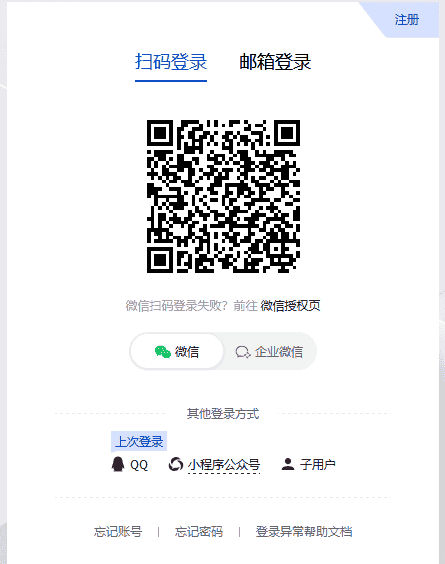 注册
扫码登录 邮箱登录
微信扫码登录失败？前往 微信授权页
微信 企业微信
其他登录方式
上次登录
QQ 小程序公众号 子用户
忘记账号 | 忘记密码 | 登录异常帮助文档